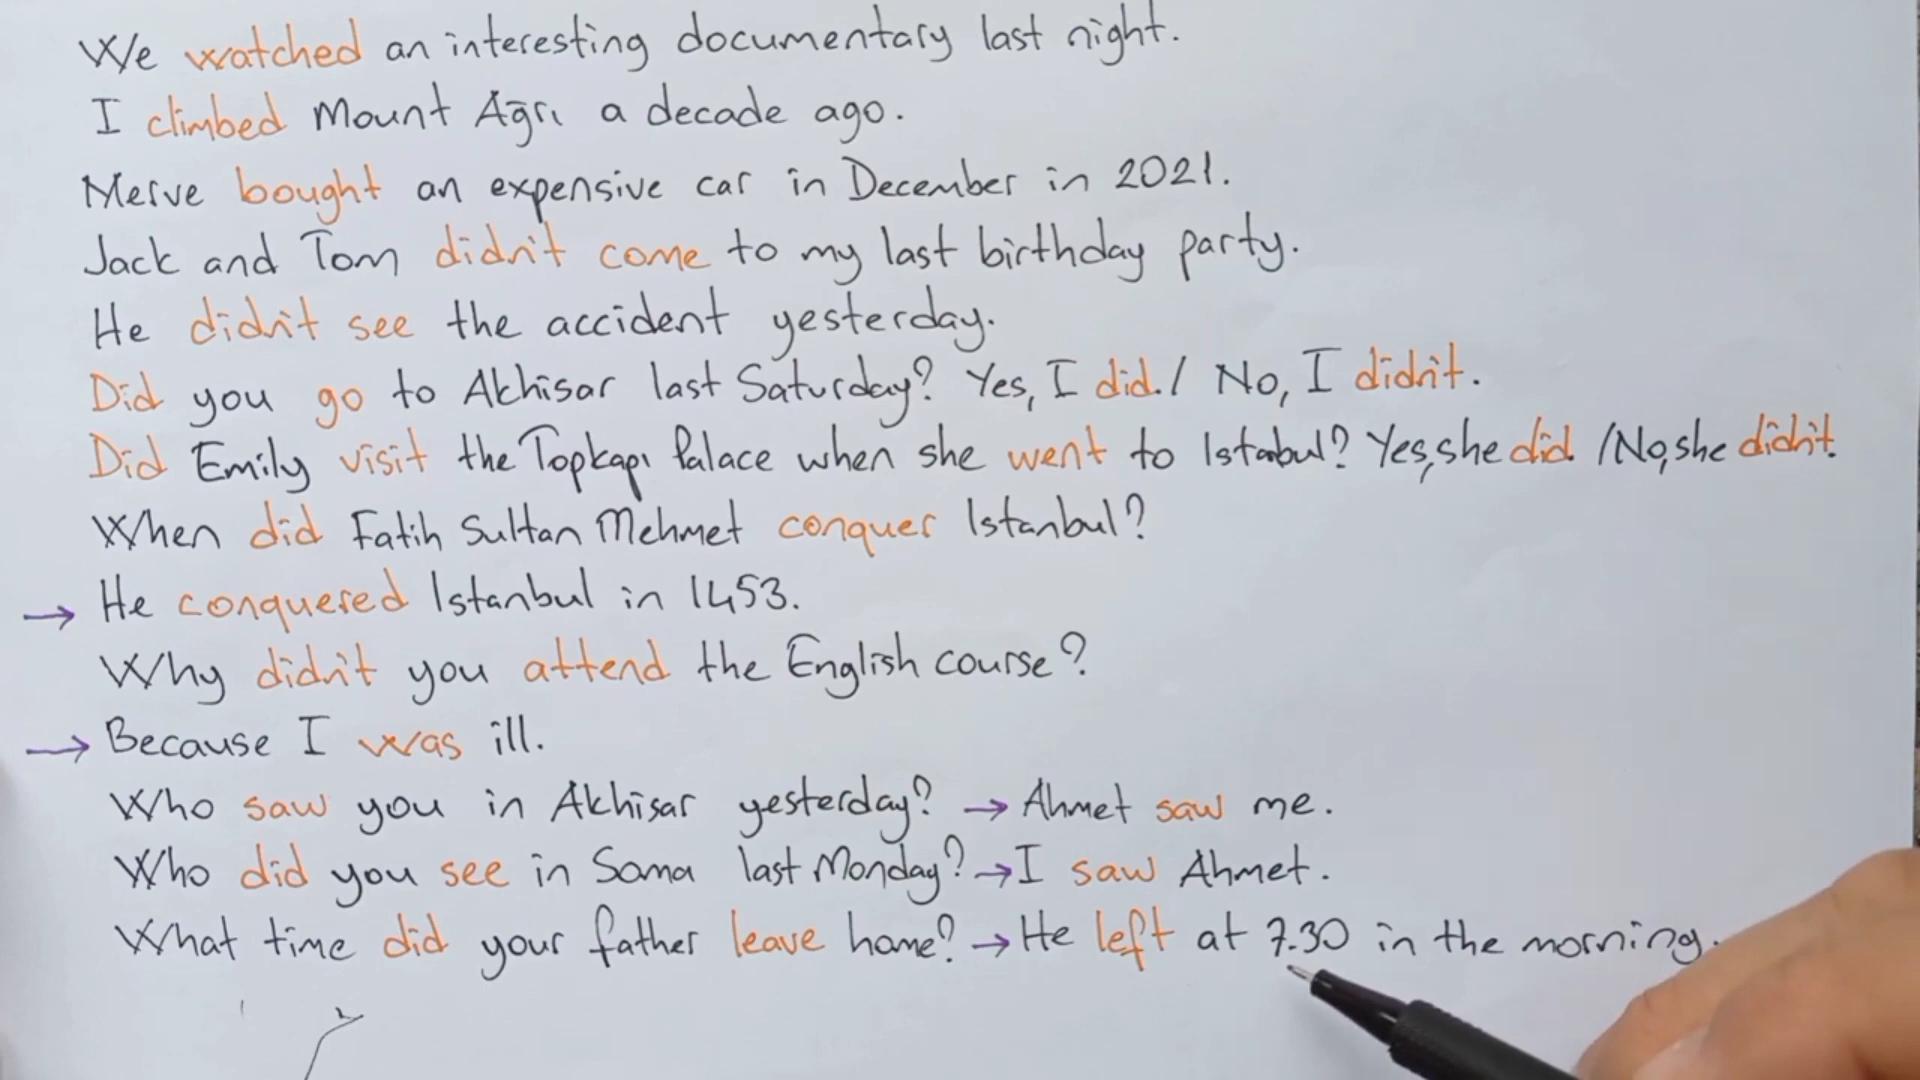 We watched an interesting documentary last night.
I climbed Mount Ağrı a decade ago.
Merve bought an expensive car in December in 2021.
Jack and Tom didn't come to my last birthday party.
He didn't see the accident yesterday.
Did you go to Akhisar last Saturday? Yes, I did. / No, I didn't.
Did Emily visit the Topkapı Palace when she went to Istabul? Yes, she did. / No, she didn't.
When did Fatih Sultan Mehmet conquer Istanbul?
→ He conquered Istanbul in 1453.
Why didn't you attend the English course?
→ Because I was ill.
Who saw you in Akhisar yesterday? → Ahmet saw me.
Who did you see in Soma last Monday? → I saw Ahmet.
What time did your father leave home? → He left at 7.30 in the morning.